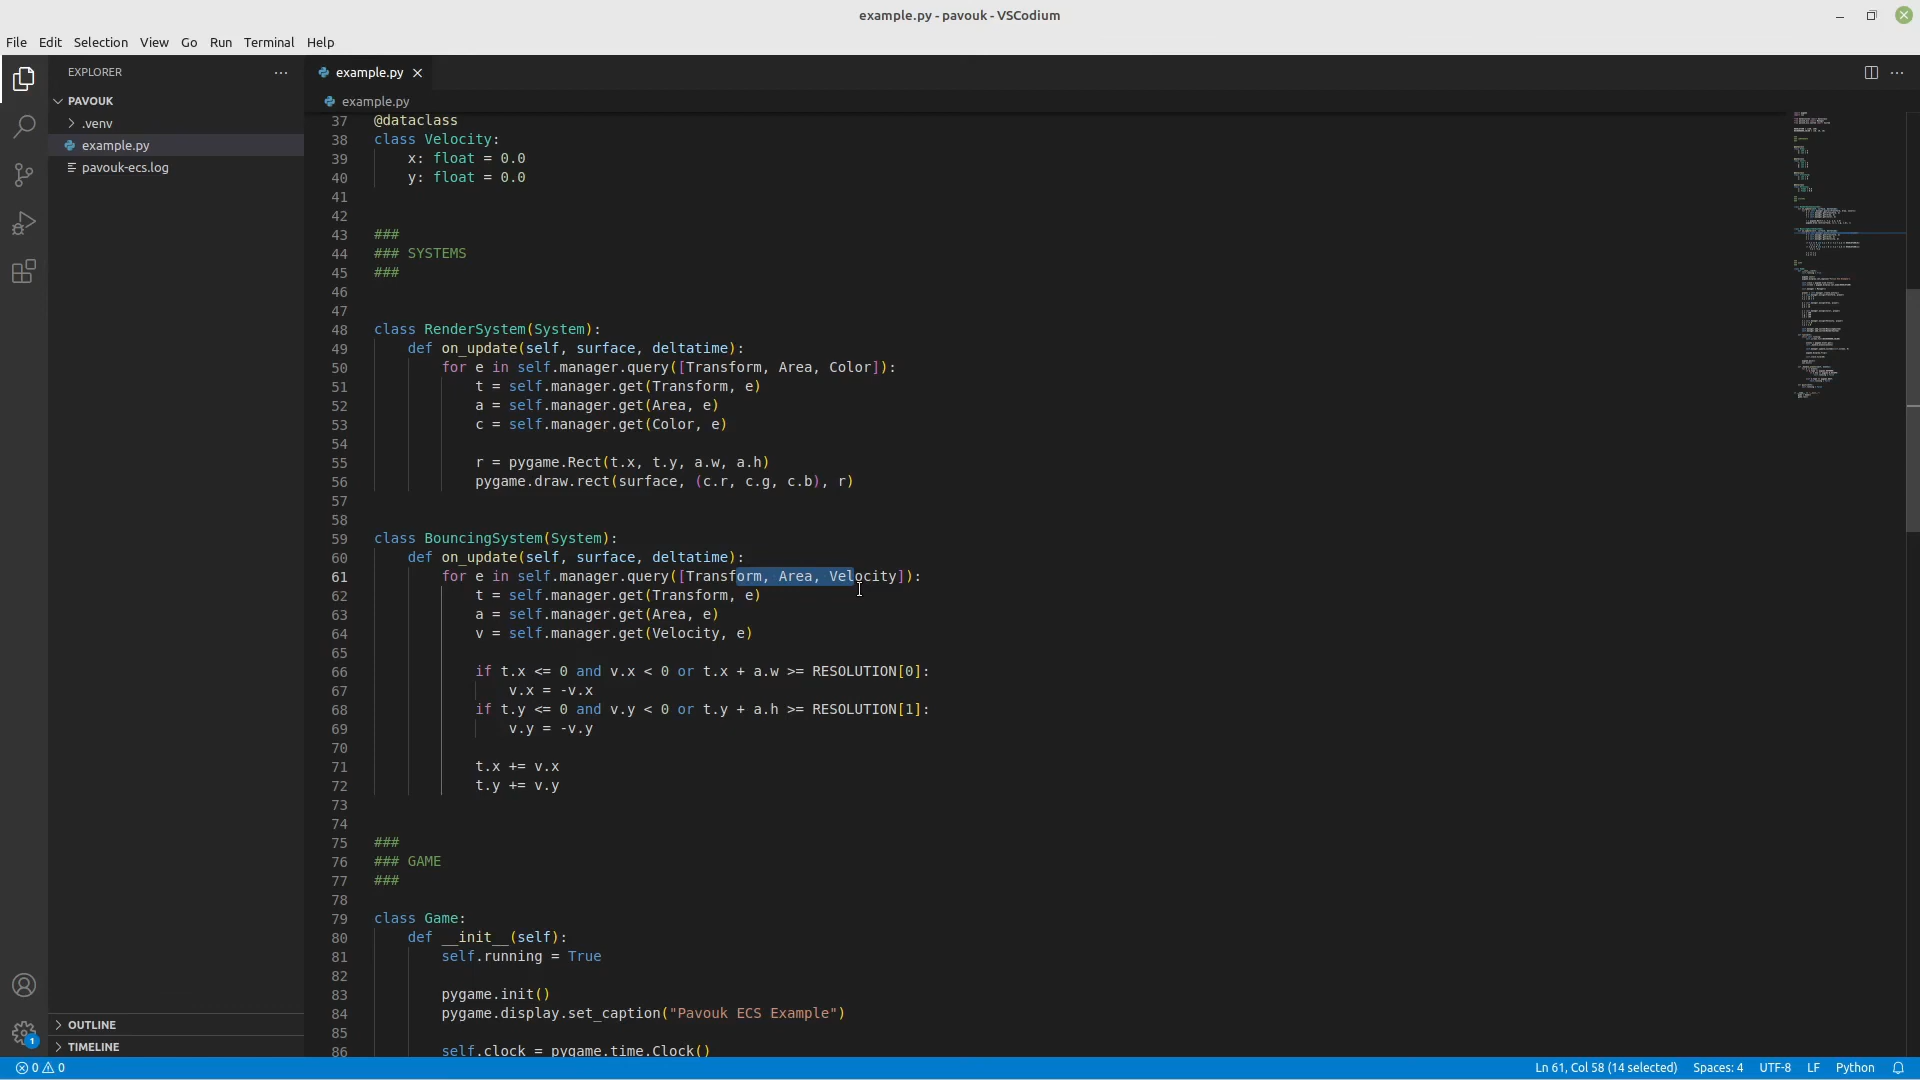 example.py - pavouk - VSCodium
File Edit Selection View Go Run Terminal Help
EXPLORER
PAVOUK
.venv
example.py
pavouk-ecs.log
OUTLINE
TIMELINE
example.py
example.py
37 @dataclass
38 class Velocity:
39 x: float = 0.0
40 y: float = 0.0
41
42
43 ###
44 ### SYSTEMS
45 ###
46
47
48 class RenderSystem(System):
49 def on_update(self, surface, deltatime):
50 for e in self.manager.query([Transform, Area, Color]):
51 t = self.manager.get(Transform, e)
52 a = self.manager.get(Area, e)
53 c = self.manager.get(Color, e)
54
55 r = pygame.Rect(t.x, t.y, a.w, a.h)
56 pygame.draw.rect(surface, (c.r, c.g, c.b), r)
57
58
59 class BouncingSystem(System):
60 def on_update(self, surface, deltatime):
61 for e in self.manager.query([Transform, Area, Velocity]):
62 t = self.manager.get(Transform, e)
63 a = self.manager.get(Area, e)
64 v = self.manager.get(Velocity, e)
65
66 if t.x <= 0 and v.x < 0 or t.x + a.w >= RESOLUTION[0]:
67 v.x = -v.x
68 if t.y <= 0 and v.y < 0 or t.y + a.h >= RESOLUTION[1]:
69 v.y = -v.y
70
71 t.x += v.x
72 t.y += v.y
73
74
75 ###
76 ### GAME
77 ###
78
79 class Game:
80 def __init__(self):
81 self.running = True
82
83 pygame.init()
84 pygame.display.set_caption("Pavouk ECS Example")
85
86 self.clock = pygame.time.Clock()
1
0 0
Ln 61, Col 58 (14 selected) Spaces: 4 UTF-8 LF Python